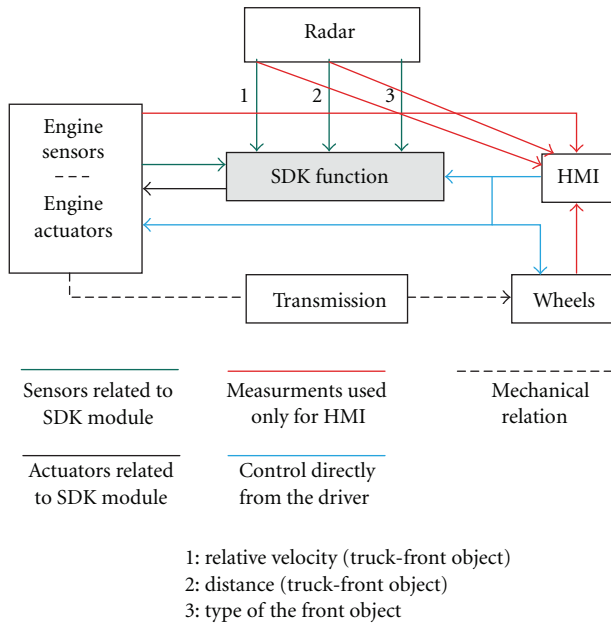 Radar
1
2
3
Engine
sensors
Engine
actuators
SDK function
HMI
Transmission
Wheels
Sensors related to
SDK module
Measurments used
only for HMI
Mechanical
relation
Actuators related
to SDK module
Control directly
from the driver
1: relative velocity (truck-front object)
2: distance (truck-front object)
3: type of the front object